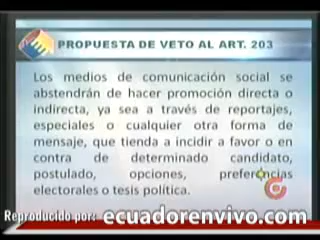 PROPUESTA DE VETO AL ART. 203
Los medios de comunicación social se
abstendrán de hacer promoción directa o
indirecta, ya sea a través de reportajes,
especiales o cualquier otra forma de
mensaje, que tienda a incidir a favor o en
contra de determinado candidato,
postulado, opciones, preferencias
electorales o tesis política.
Reproducido por: ecuadorenvivo.com